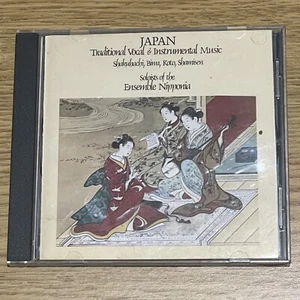 JAPAN
Traditional Vocal & Instrumental Music
Shakuhachi, Biwa, Koto, Shamisen
Soloists of the
Ensemble Nipponia